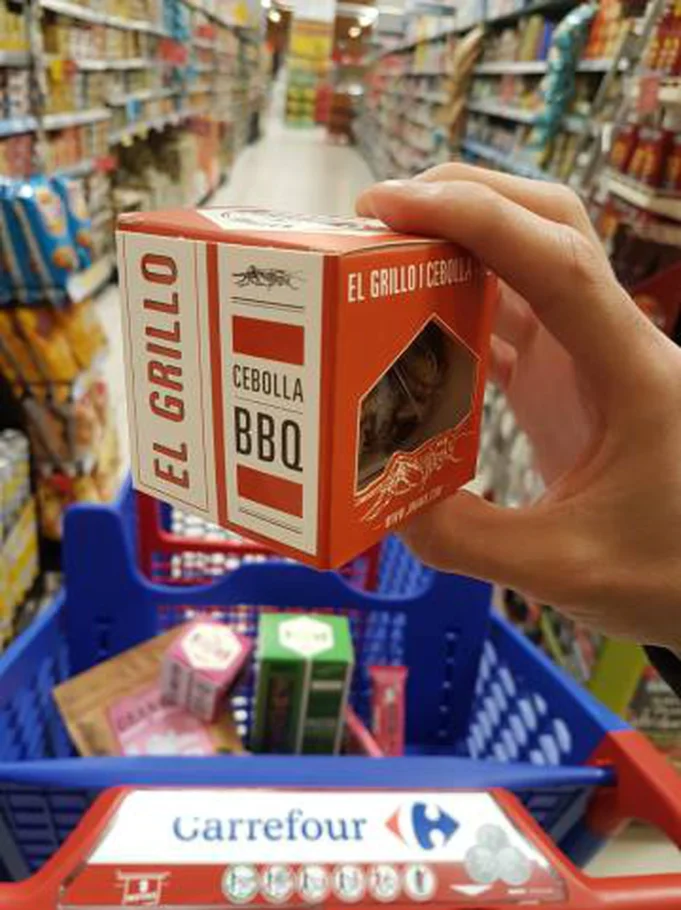 EL GRILLO
CEBOLLA
BBQ
EL GRILLO | CEBOLLA
Carrefour